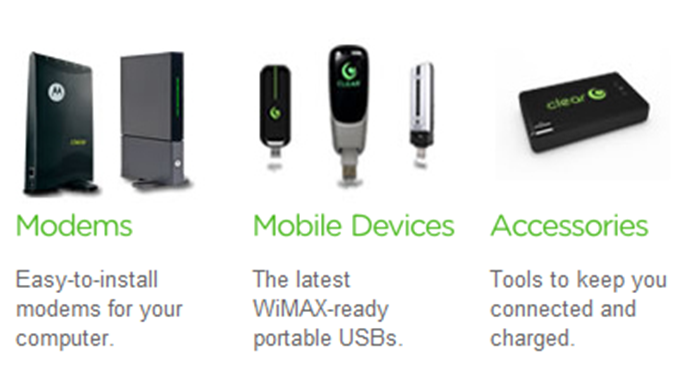 clear
CLEAR
clear
Modems
Mobile Devices
Accessories
Easy-to-install
modems for your
computer.
The latest
WiMAX-ready
portable USBs.
Tools to keep you
connected and
charged.